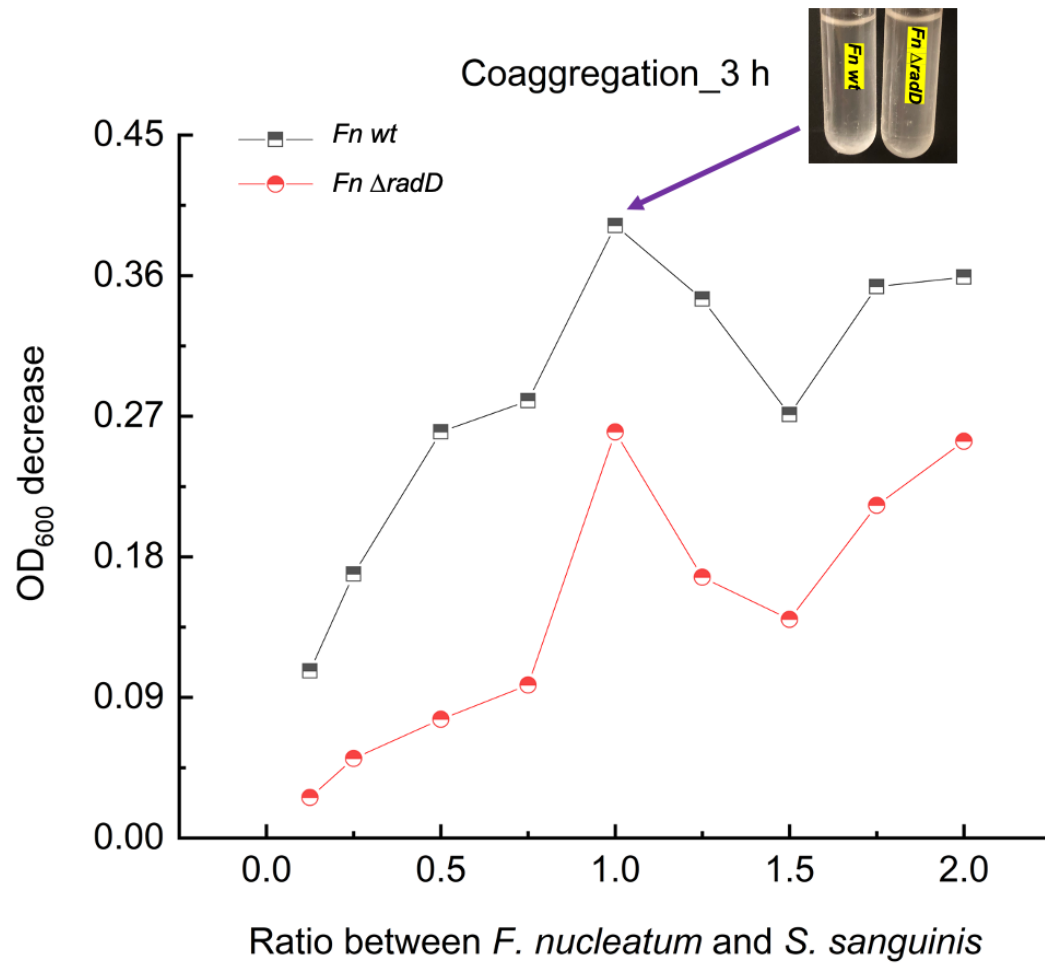 Coaggregation_3 h
Fn wt
Fn ΔradD
Fn wt
Fn ΔradD
0.45
0.36
0.27
0.18
0.09
0.00
OD600 decrease
0.0 0.5 1.0 1.5 2.0
Ratio between F. nucleatum and S. sanguinis